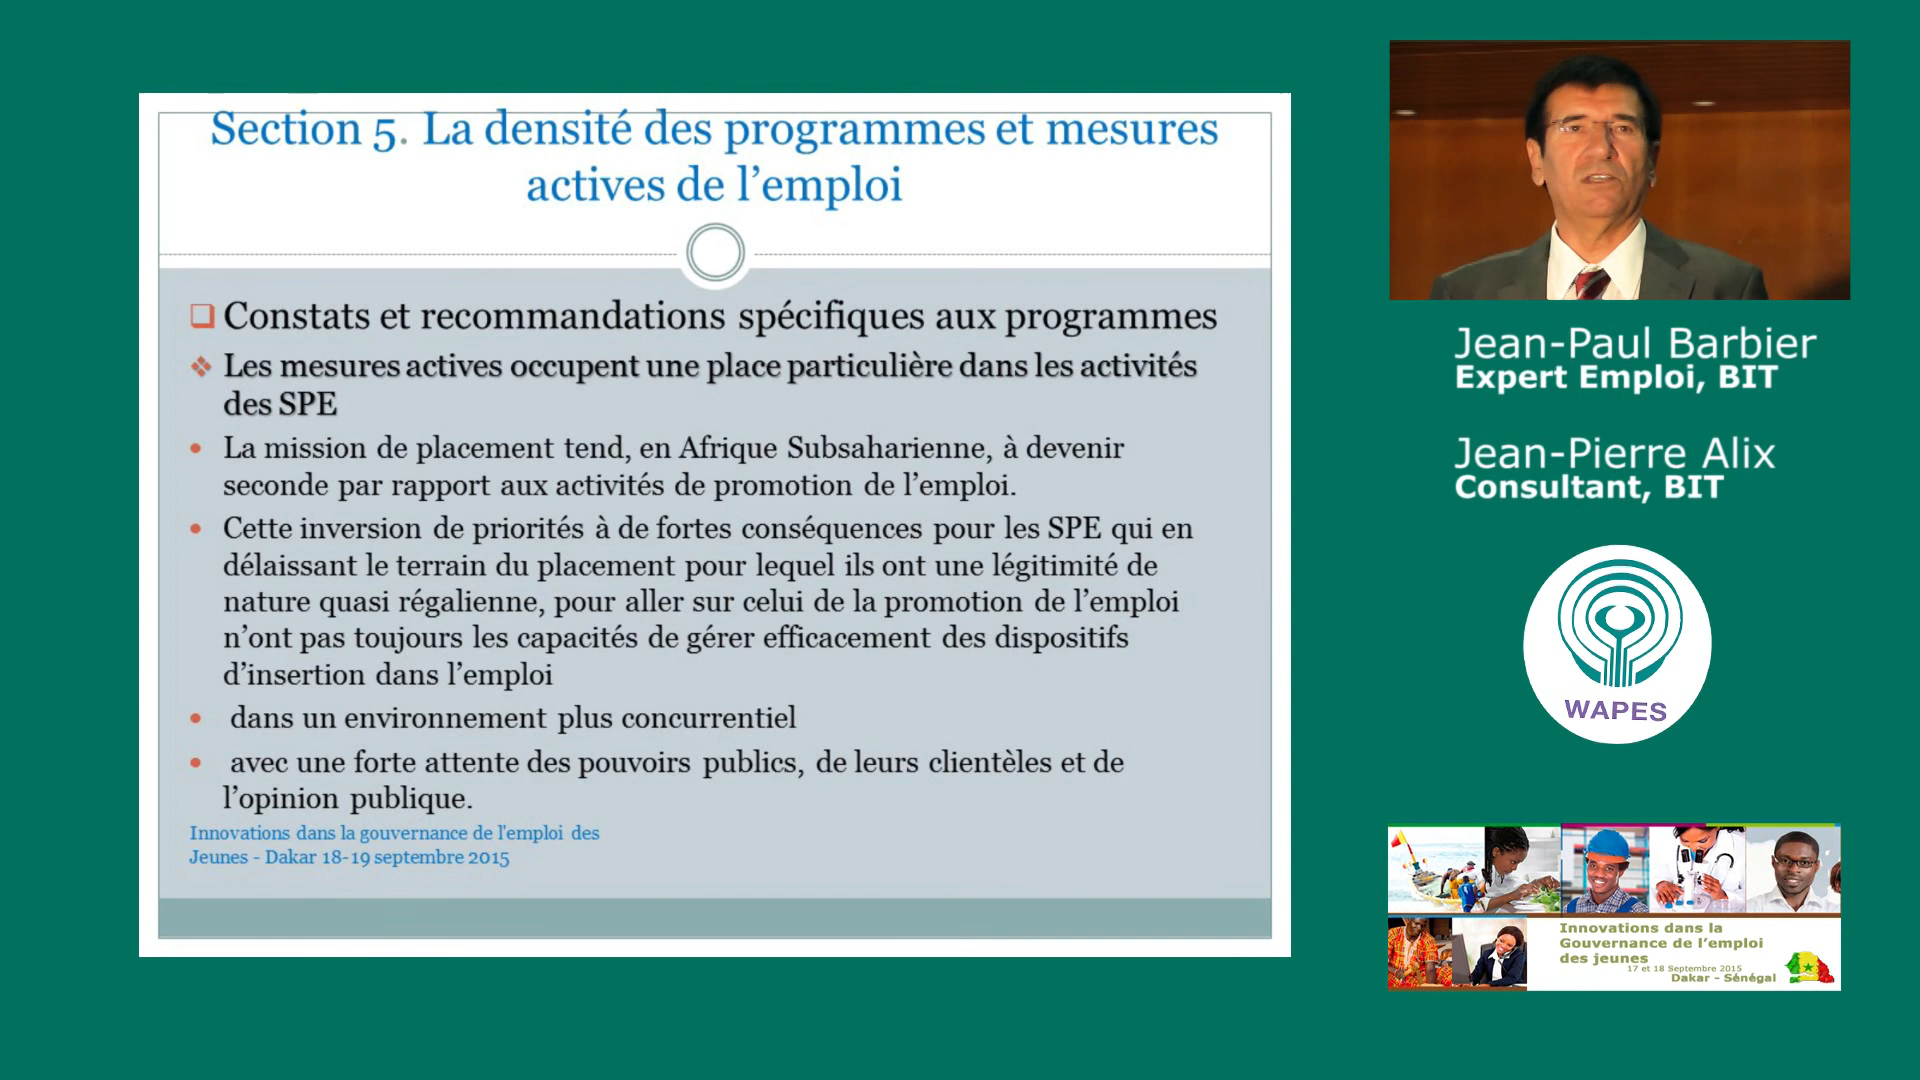 Section 5. La densité des programmes et mesures
actives de l’emploi
Constats et recommandations spécifiques aux programmes
Les mesures actives occupent une place particulière dans les activités
des SPE
La mission de placement tend, en Afrique Subsaharienne, à devenir
seconde par rapport aux activités de promotion de l’emploi.
Cette inversion de priorités à de fortes conséquences pour les SPE qui en
délaissant le terrain du placement pour lequel ils ont une légitimité de
nature quasi régalienne, pour aller sur celui de la promotion de l’emploi
n’ont pas toujours les capacités de gérer efficacement des dispositifs
d’insertion dans l’emploi
dans un environnement plus concurrentiel
avec une forte attente des pouvoirs publics, de leurs clientèles et de
l’opinion publique.
Innovations dans la gouvernance de l'emploi des
Jeunes - Dakar 18-19 septembre 2015
Jean-Paul Barbier
Expert Emploi, BIT
Jean-Pierre Alix
Consultant, BIT
WAPES
Innovations dans la
Gouvernance de l’emploi
des jeunes
17 et 18 Septembre 2015
Dakar - Sénégal